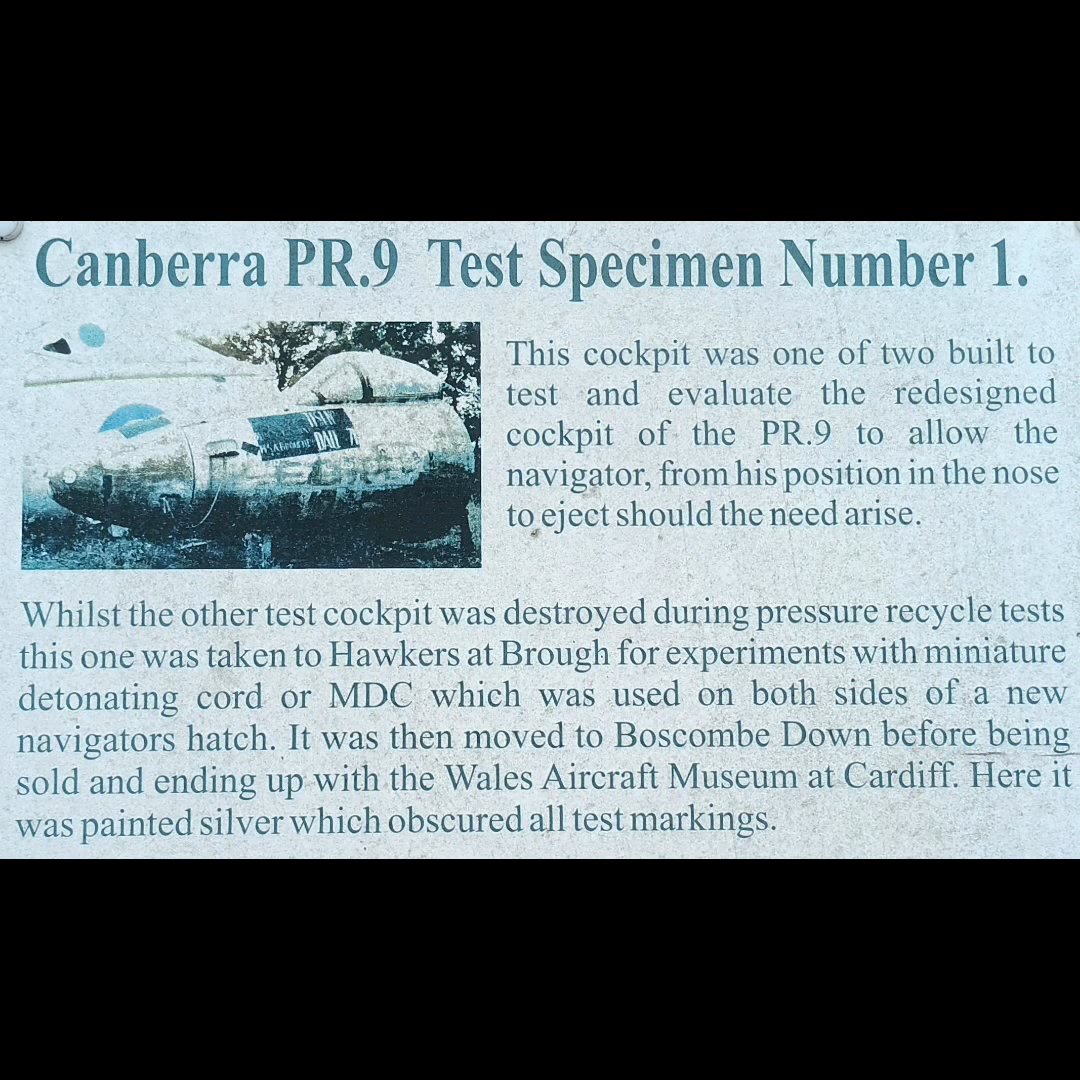 Canberra PR.9 Test Specimen Number 1.
This cockpit was one of two built to
test and evaluate the redesigned
cockpit of the PR.9 to allow the
navigator, from his position in the nose
to eject should the need arise.
Whilst the other test cockpit was destroyed during pressure recycle tests
this one was taken to Hawkers at Brough for experiments with miniature
detonating cord or MDC which was used on both sides of a new
navigators hatch. It was then moved to Boscombe Down before being
sold and ending up with the Wales Aircraft Museum at Cardiff. Here it
was painted silver which obscured all test markings.